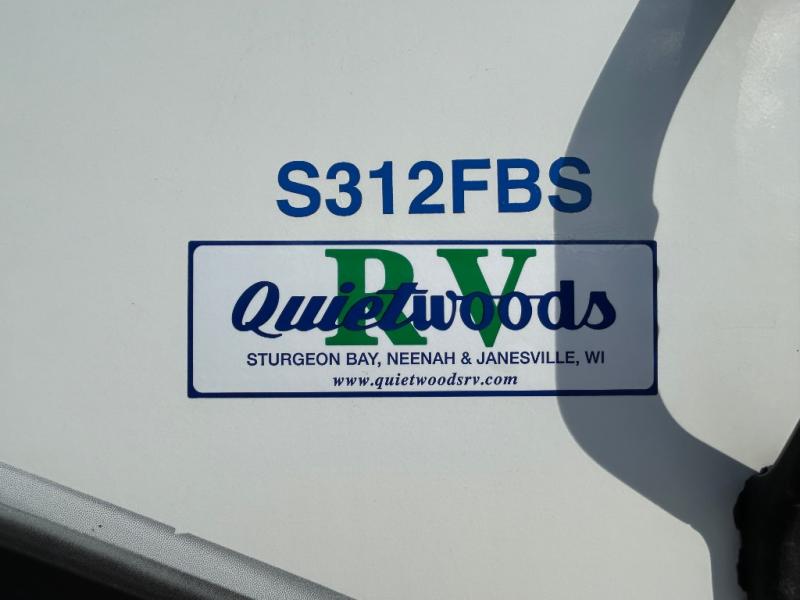 S312FBS
RV
Quietwoods
STURGEON BAY, NEENAH & JANESVILLE, WI
www.quietwoodsrv.com